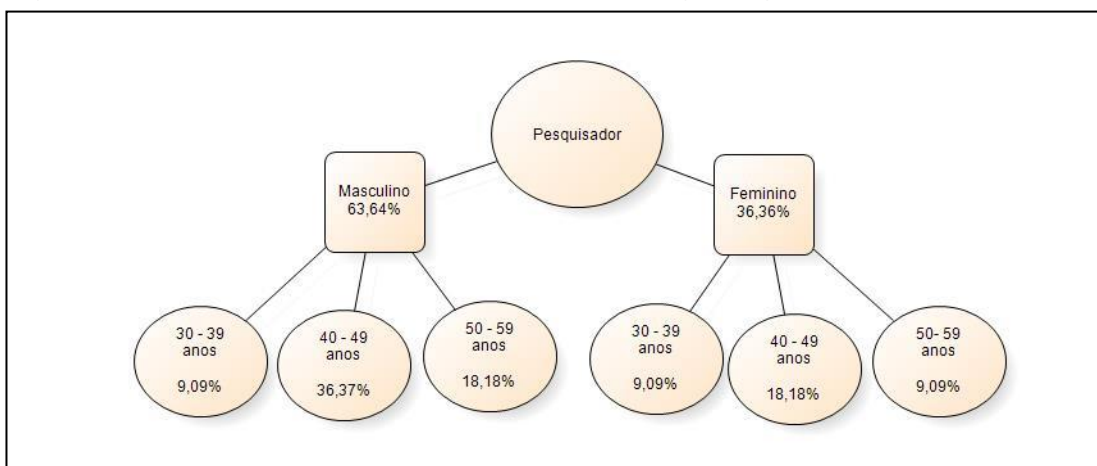 Pesquisador
Masculino
63,64%
Feminino
36,36%
30 - 39
anos
9,09%
40 - 49
anos
36,37%
50 - 59
anos
18,18%
30 - 39
anos
9,09%
40 - 49
anos
18,18%
50- 59
anos
9,09%